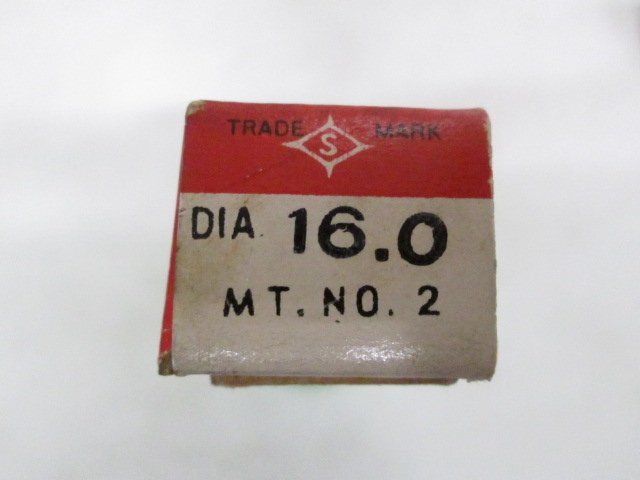 TRADE S MARK
DIA. 16.0
MT. NO. 2